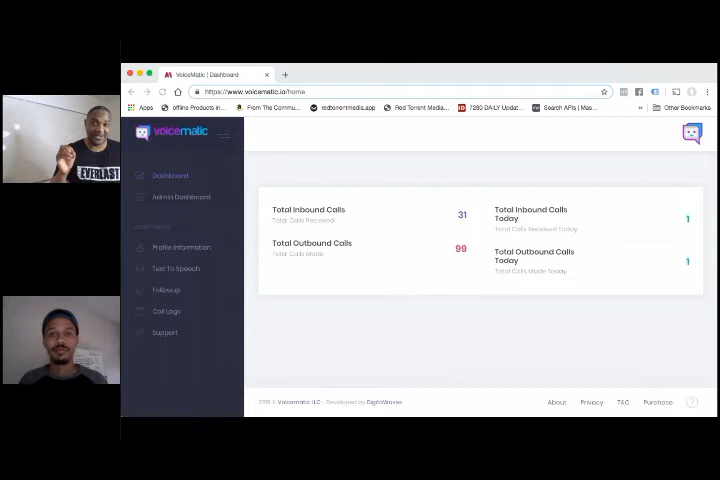 VoiceMatic | Dashboard
https://www.voicematic.io/home
Apps
offline Products in...
From The Commu...
redtorrentmedia.app
Red Torrent Media...
7280 DAILY Updat...
Search APIs | Mas...
Other Bookmarks
voicematic
EVERLAST
Dashboard
Admin Dashboard
Profile Information
Text To Speech
Followup
Call Logs
Support
Total Inbound Calls
Total Calls Received
31
Total Outbound Calls
Total Calls Made
99
Total Inbound Calls
Today
Total Calls Received Today
1
Total Outbound Calls
Today
Total Calls Made Today
1
2019 © Voicematic LLC - Developed by DigitaWaves
About
Privacy
T&C
Purchase